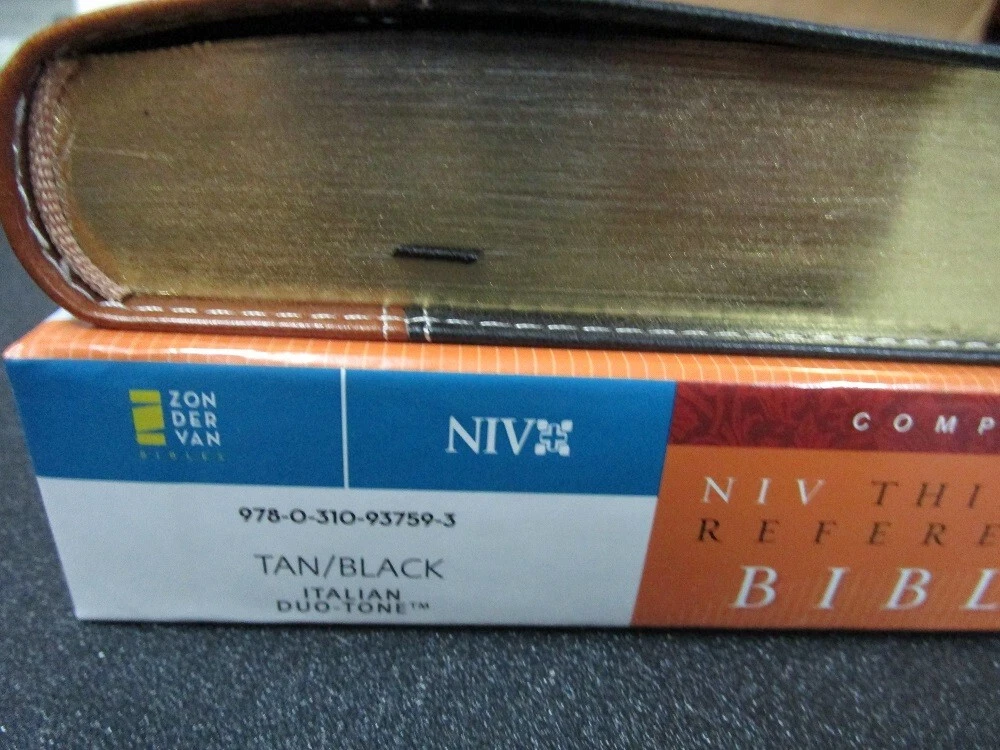 ZON
DER
VAN
BIBLES
NIV
978-0-310-93759-3
TAN/BLACK
ITALIAN
DUO-TONE™
COMP
NIV THI
REFERE
BIBL